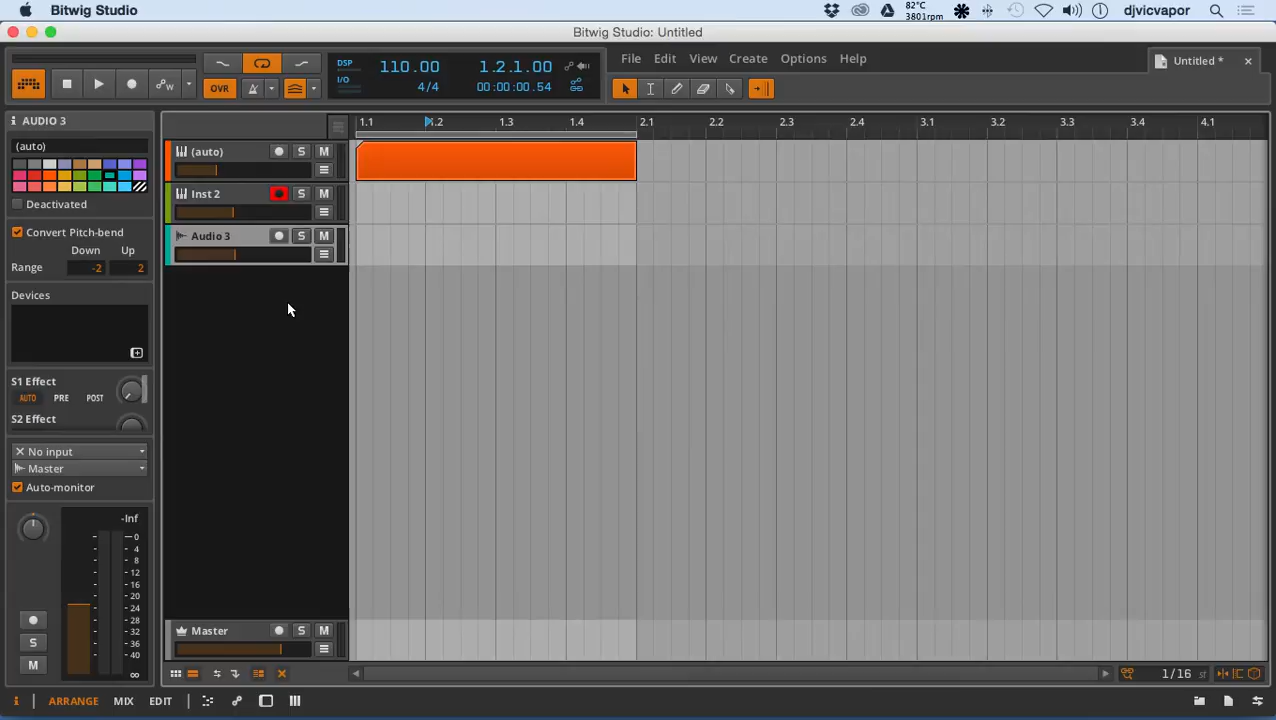 Bitwig Studio
82°C
3801rpm
djvicvapor
Bitwig Studio: Untitled
OVR
DSP
I/O
110.00
4/4
1.2.1.00
00:00:00.54
File Edit View Create Options Help
Untitled *
AUDIO 3
(auto)
Deactivated
Convert Pitch-bend
Down Up
Range -2 2
Devices
S1 Effect
AUTO PRE POST
S2 Effect
No input
Master
Auto-monitor
-Inf
0
4
8
12
16
20
24
28
32
36
40
∞
S
M
1.1 1.2 1.3 1.4 2.1 2.2 2.3 2.4 3.1 3.2 3.3 3.4 4.1
(auto) S M
Inst 2 S M
Audio 3 S M
Master S M
1/16 st
i ARRANGE MIX EDIT